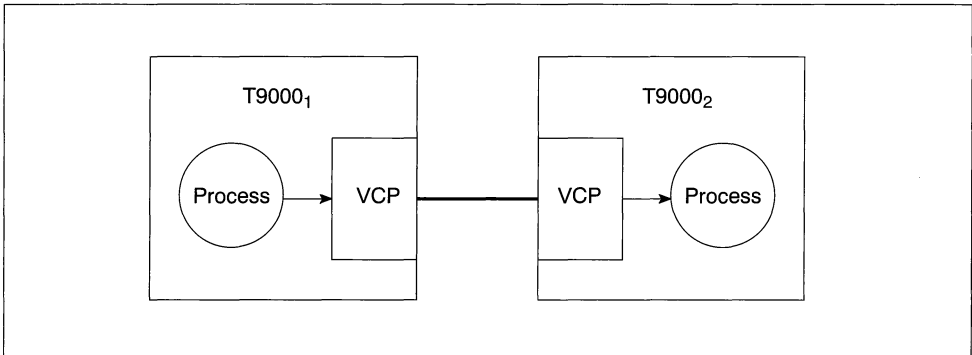 T9000₁
T9000₂
Process
VCP
VCP
Process